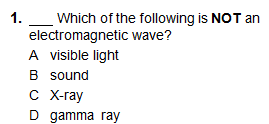 1. ___ Which of the following is NOT an
electromagnetic wave?
A visible light
B sound
C X-ray
D gamma ray